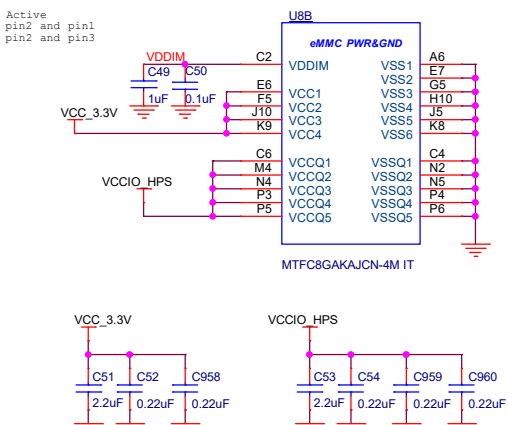 Active
pin2 and pin1
pin2 and pin3
U8B
eMMC PWR&GND
VDDIM
C2
VDDIM
VSS1
A6
C49
C50
VSS2
E7
1uF
0.1uF
E6
VCC1
VSS3
G5
F5
VCC2
VSS4
H10
VCC_3.3V
J10
VCC3
VSS5
J5
K9
VCC4
VSS6
K8
C6
VCCQ1
VSSQ1
C4
M4
VCCQ2
VSSQ2
N2
VCCIO_HPS
N4
VCCQ3
VSSQ3
N5
P3
VCCQ4
VSSQ4
P4
P5
VCCQ5
VSSQ5
P6
MTFC8GAKAJCN-4M IT
VCC_3.3V
C51
C52
C958
2.2uF
0.22uF
0.22uF
VCCIO_HPS
C53
C54
C959
C960
2.2uF
0.22uF
0.22uF
0.22uF